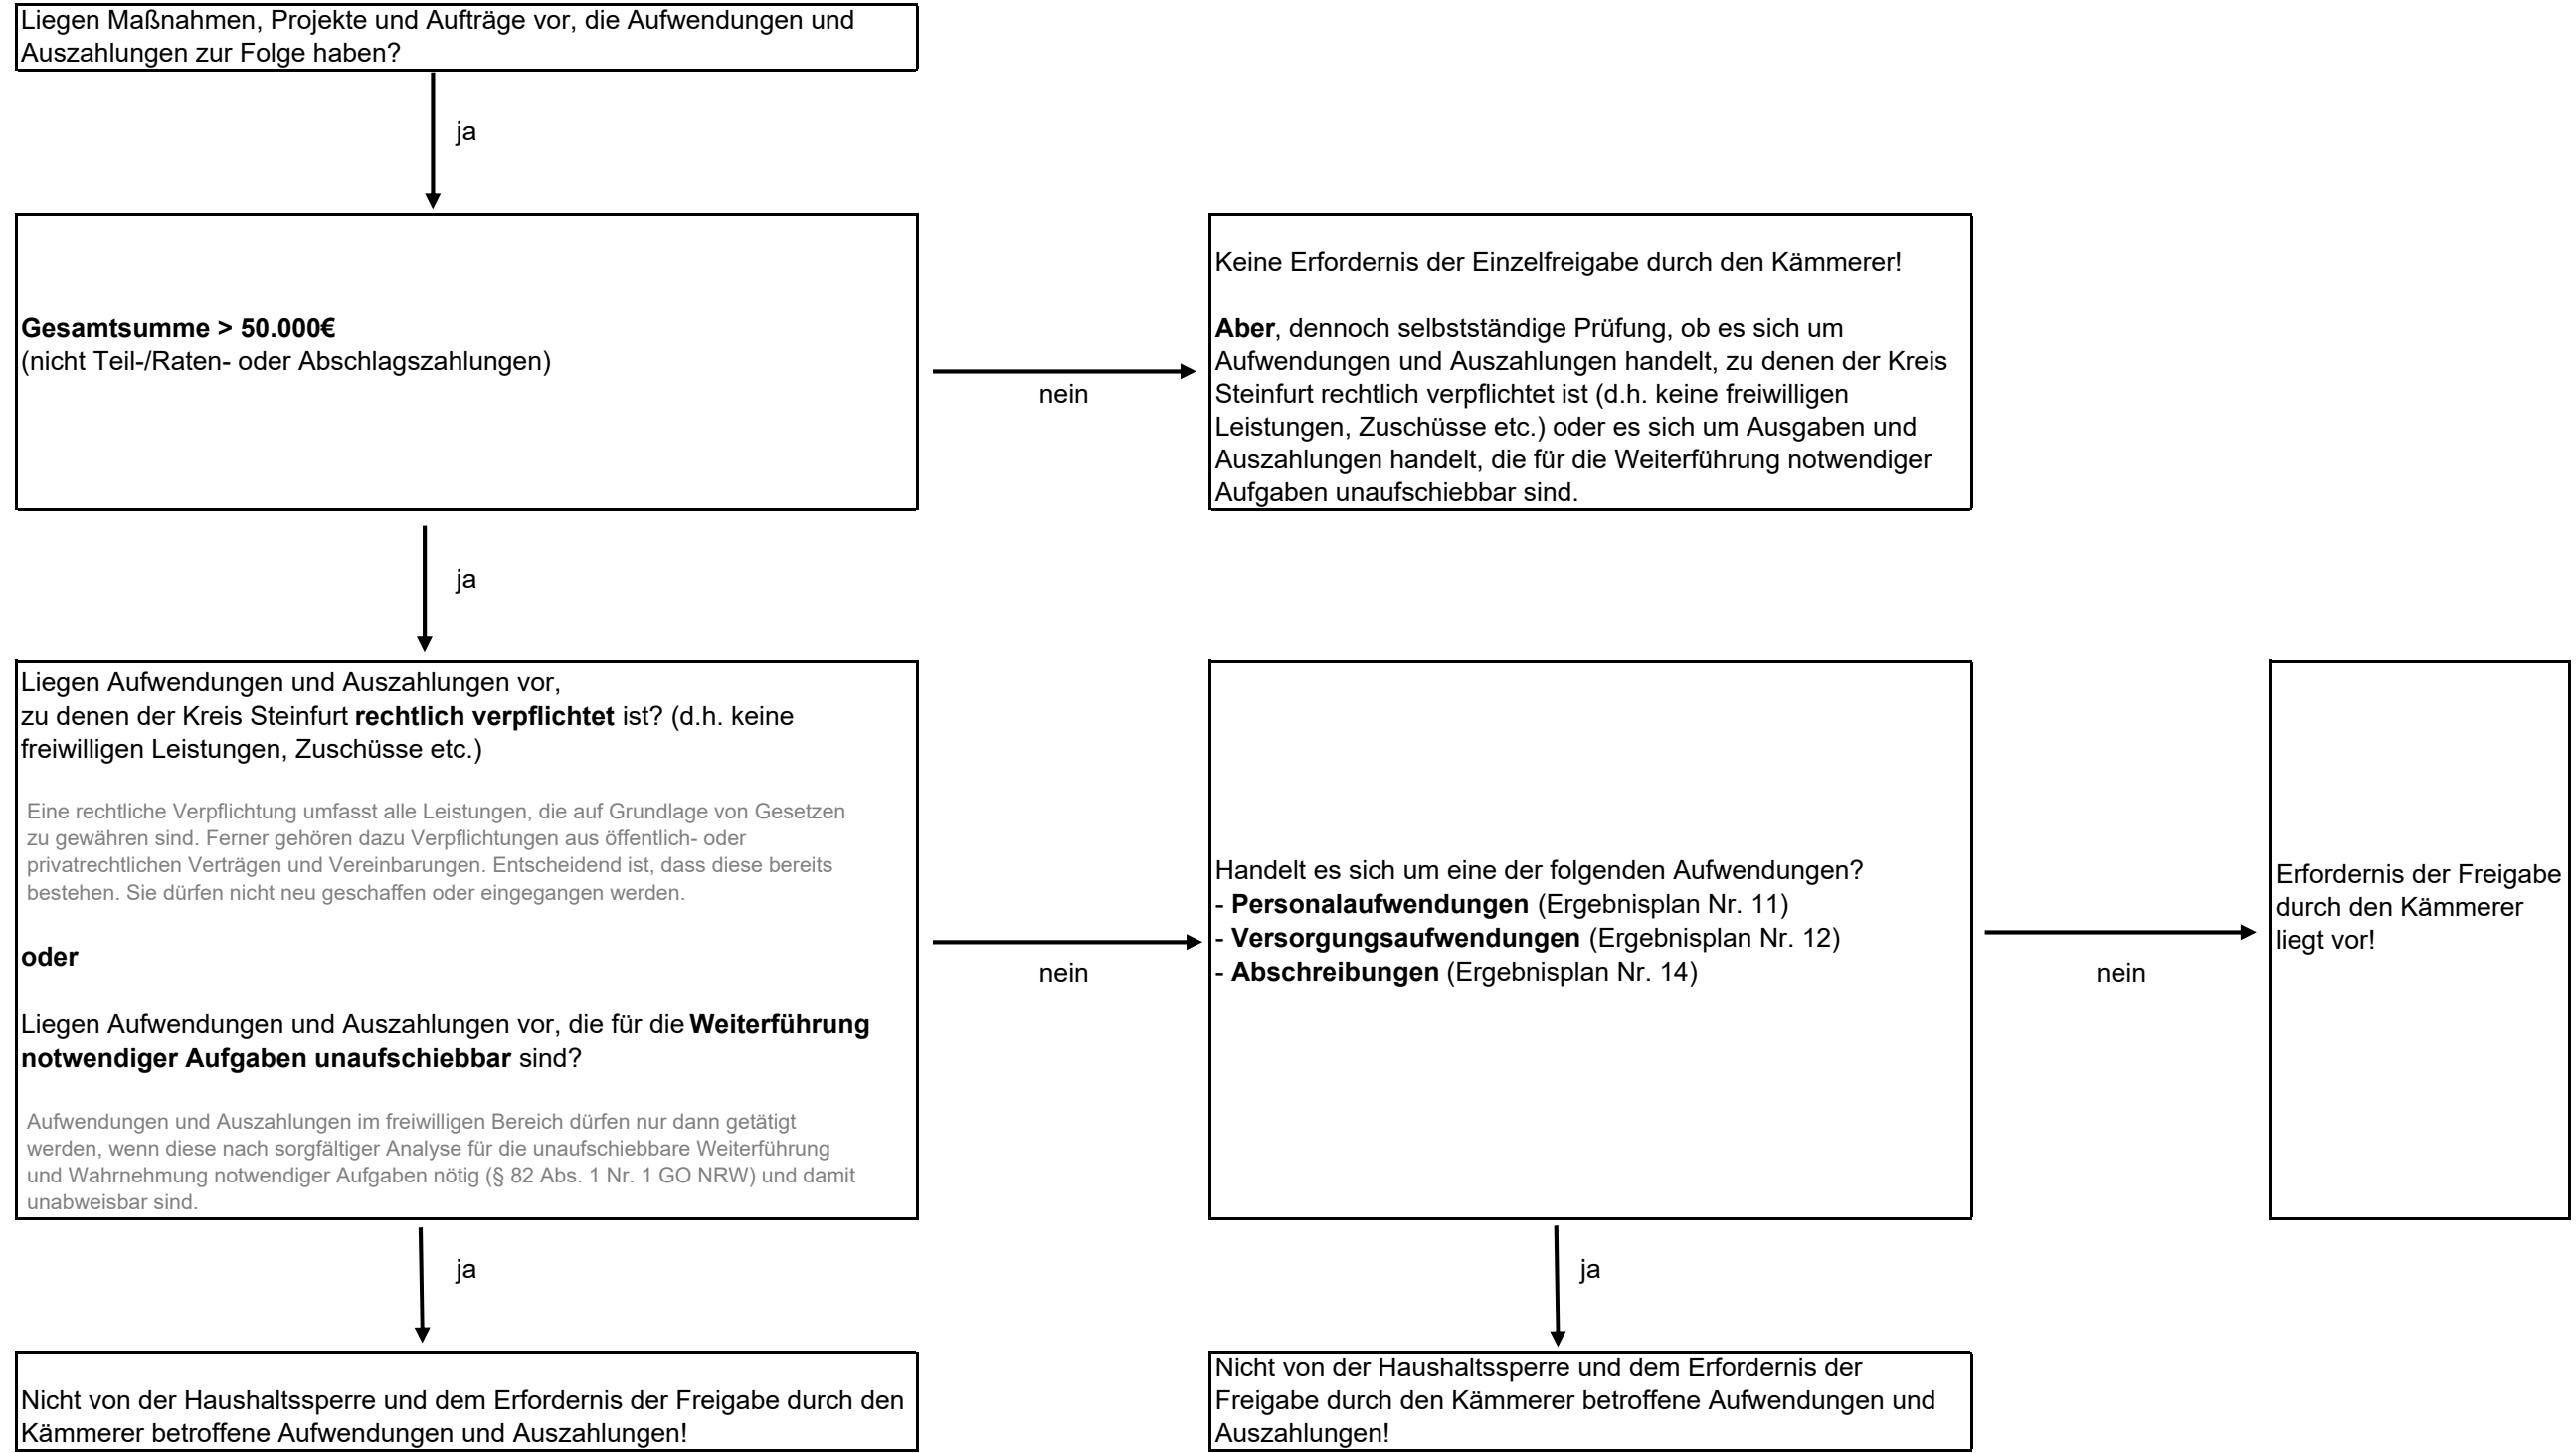 Liegen Maßnahmen, Projekte und Aufträge vor, die Aufwendungen und
Auszahlungen zur Folge haben?
ja
Gesamtsumme > 50.000€
(nicht Teil-/Raten- oder Abschlagszahlungen)
nein
Keine Erfordernis der Einzelfreigabe durch den Kämmerer!
Aber, dennoch selbstständige Prüfung, ob es sich um
Aufwendungen und Auszahlungen handelt, zu denen der Kreis
Steinfurt rechtlich verpflichtet ist (d.h. keine freiwilligen
Leistungen, Zuschüsse etc.) oder es sich um Ausgaben und
Auszahlungen handelt, die für die Weiterführung notwendiger
Aufgaben unaufschiebbar sind.
ja
Liegen Aufwendungen und Auszahlungen vor,
zu denen der Kreis Steinfurt rechtlich verpflichtet ist? (d.h. keine
freiwilligen Leistungen, Zuschüsse etc.)
Eine rechtliche Verpflichtung umfasst alle Leistungen, die auf Grundlage von Gesetzen
zu gewähren sind. Ferner gehören dazu Verpflichtungen aus öffentlich- oder
privatrechtlichen Verträgen und Vereinbarungen. Entscheidend ist, dass diese bereits
bestehen. Sie dürfen nicht neu geschaffen oder eingegangen werden.
oder
Liegen Aufwendungen und Auszahlungen vor, die für die Weiterführung
notwendiger Aufgaben unaufschiebbar sind?
Aufwendungen und Auszahlungen im freiwilligen Bereich dürfen nur dann getätigt
werden, wenn diese nach sorgfältiger Analyse für die unaufschiebbare Weiterführung
und Wahrnehmung notwendiger Aufgaben nötig (§ 82 Abs. 1 Nr. 1 GO NRW) und damit
unabweisbar sind.
nein
Handelt es sich um eine der folgenden Aufwendungen?
- Personalaufwendungen (Ergebnisplan Nr. 11)
- Versorgungsaufwendungen (Ergebnisplan Nr. 12)
- Abschreibungen (Ergebnisplan Nr. 14)
nein
Erfordernis der Freigabe
durch den Kämmerer
liegt vor!
ja
ja
Nicht von der Haushaltssperre und dem Erfordernis der Freigabe durch den
Kämmerer betroffene Aufwendungen und Auszahlungen!
Nicht von der Haushaltssperre und dem Erfordernis der
Freigabe durch den Kämmerer betroffene Aufwendungen und
Auszahlungen!